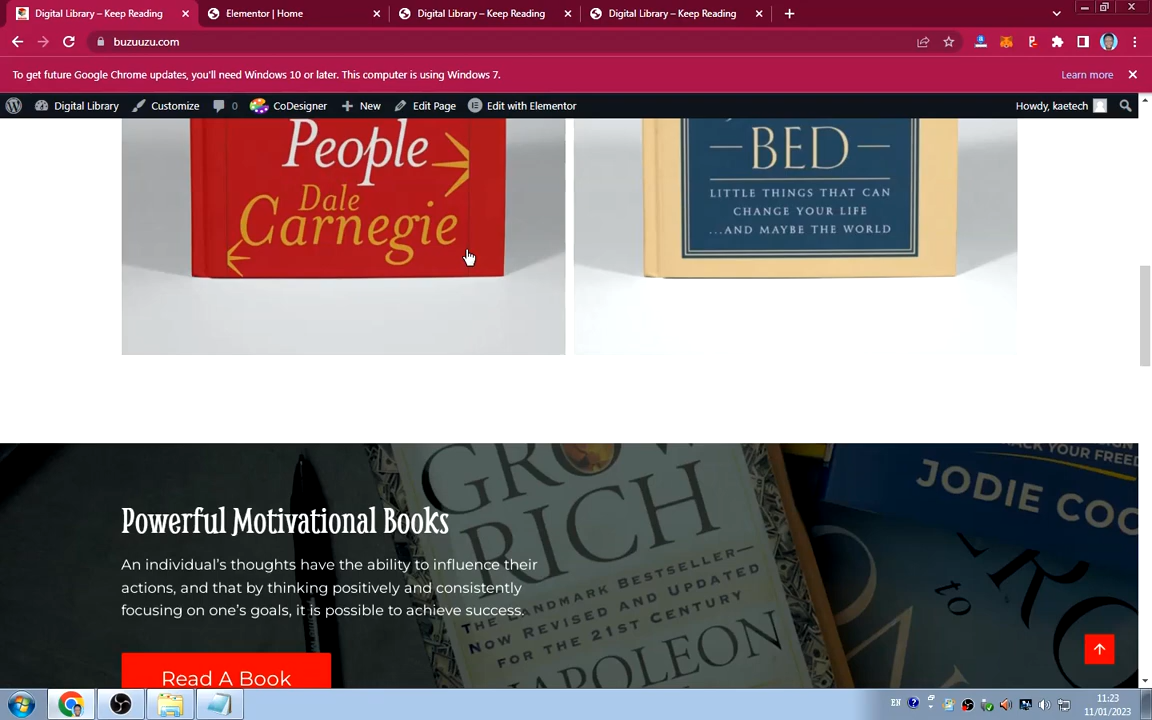 Digital Library – Keep Reading
Elementor | Home
Digital Library – Keep Reading
Digital Library – Keep Reading
buzuuzu.com
To get future Google Chrome updates, you'll need Windows 10 or later. This computer is using Windows 7.
Learn more
Digital Library
Customize
0
CoDesigner
New
Edit Page
Edit with Elementor
Howdy, kaetech
People
Dale
Carnegie
BED
LITTLE THINGS THAT CAN
CHANGE YOUR LIFE
...AND MAYBE THE WORLD
GROW
RICH
THE LANDMARK BESTSELLER—
NOW REVISED AND UPDATED
FOR THE 21ST CENTURY
NAPOLEON
YOUR
JODIE
to
Powerful Motivational Books
An individual's thoughts have the ability to influence their
actions, and that by thinking positively and consistently
focusing on one's goals, it is possible to achieve success.
Read A Book
EN
11:23
11/01/2023